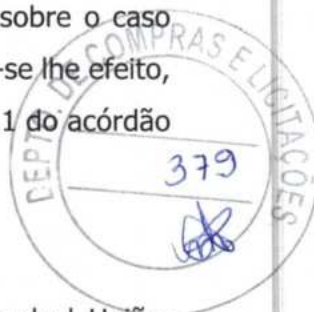 sobre o caso
-se lhe efeito,
1 do acórdão
DEPTO. DE COMPRAS E LICITAÇÕES
379